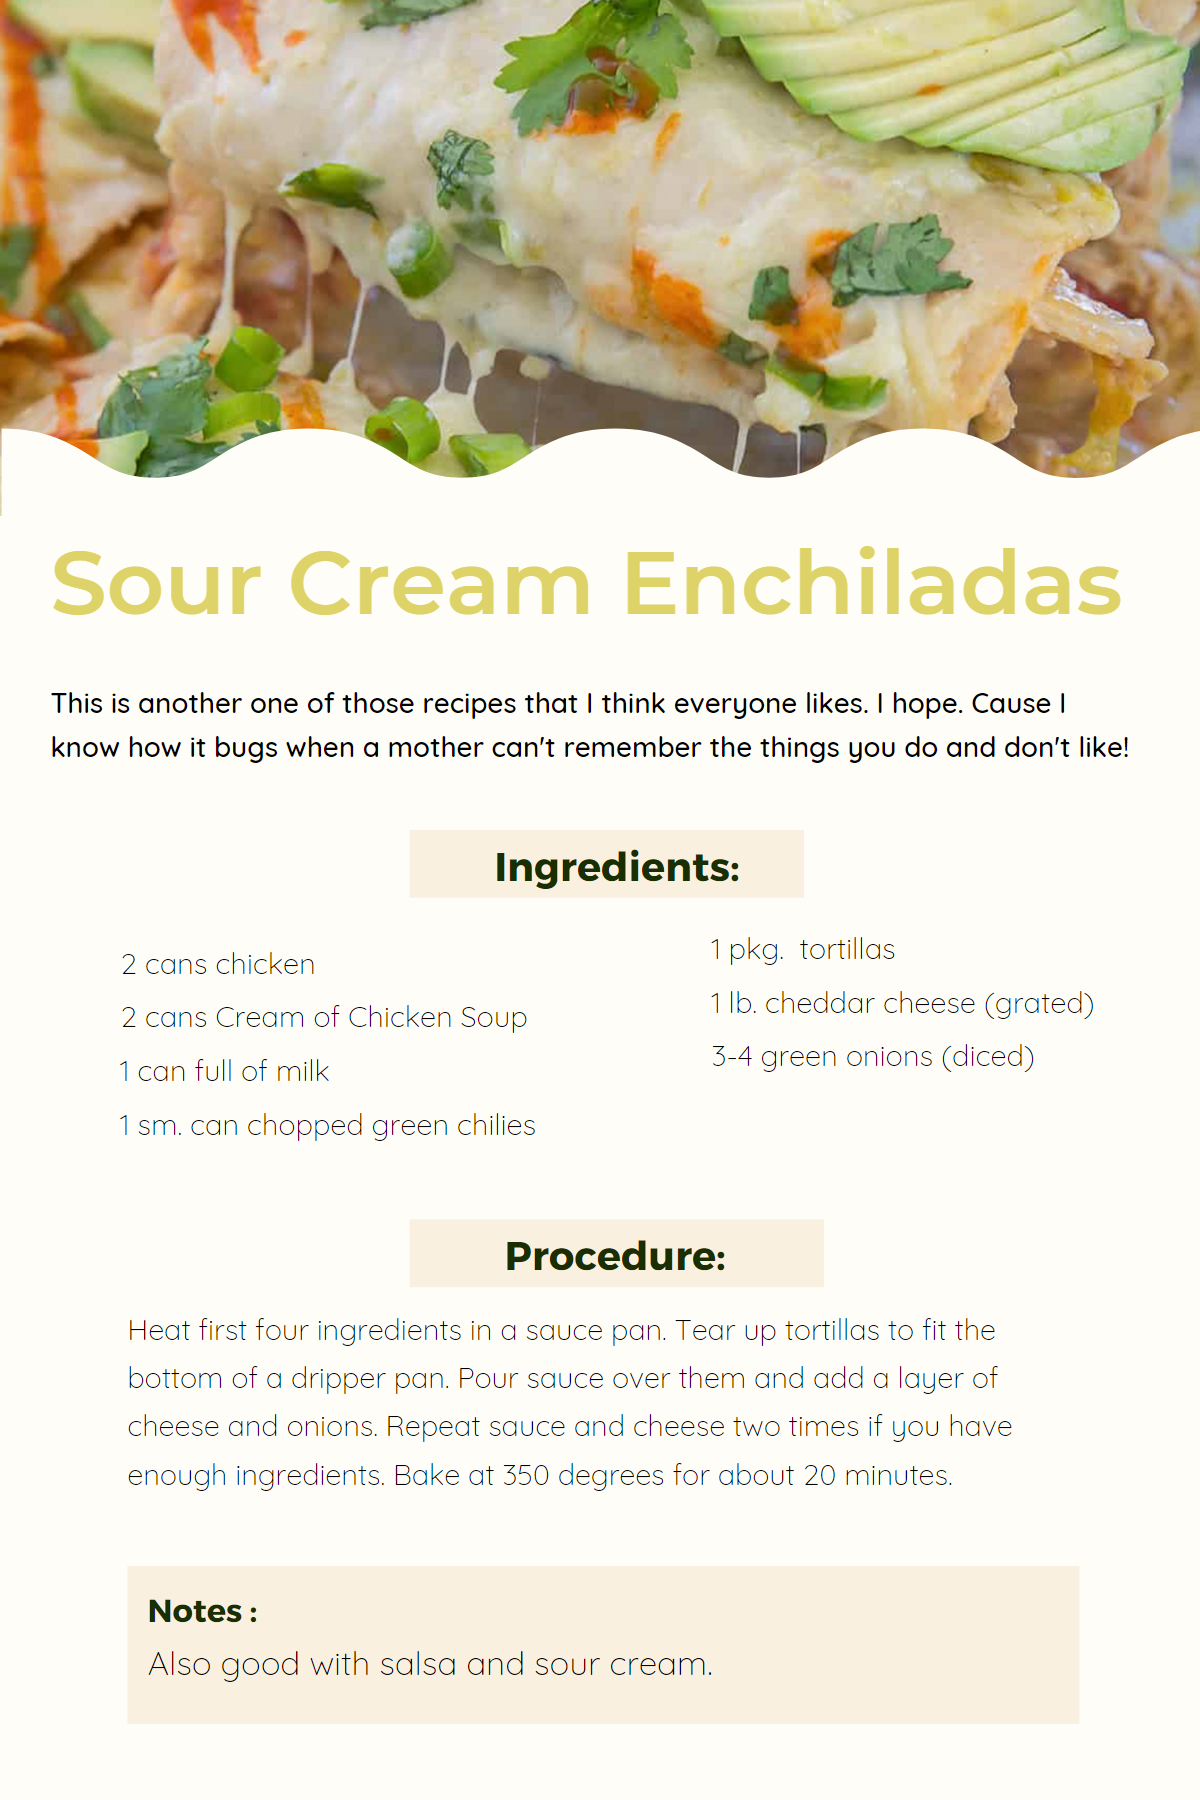 Sour Cream Enchiladas
This is another one of those recipes that I think everyone likes. I hope. Cause I
know how it bugs when a mother can't remember the things you do and don't like!
Ingredients:
2 cans chicken
2 cans Cream of Chicken Soup
1 can full of milk
1 sm. can chopped green chilies
1 pkg.  tortillas
1 lb. cheddar cheese (grated)
3-4 green onions (diced)
Procedure:
Heat first four ingredients in a sauce pan. Tear up tortillas to fit the
bottom of a dripper pan. Pour sauce over them and add a layer of
cheese and onions. Repeat sauce and cheese two times if you have
enough ingredients. Bake at 350 degrees for about 20 minutes.
Notes :
Also good with salsa and sour cream.